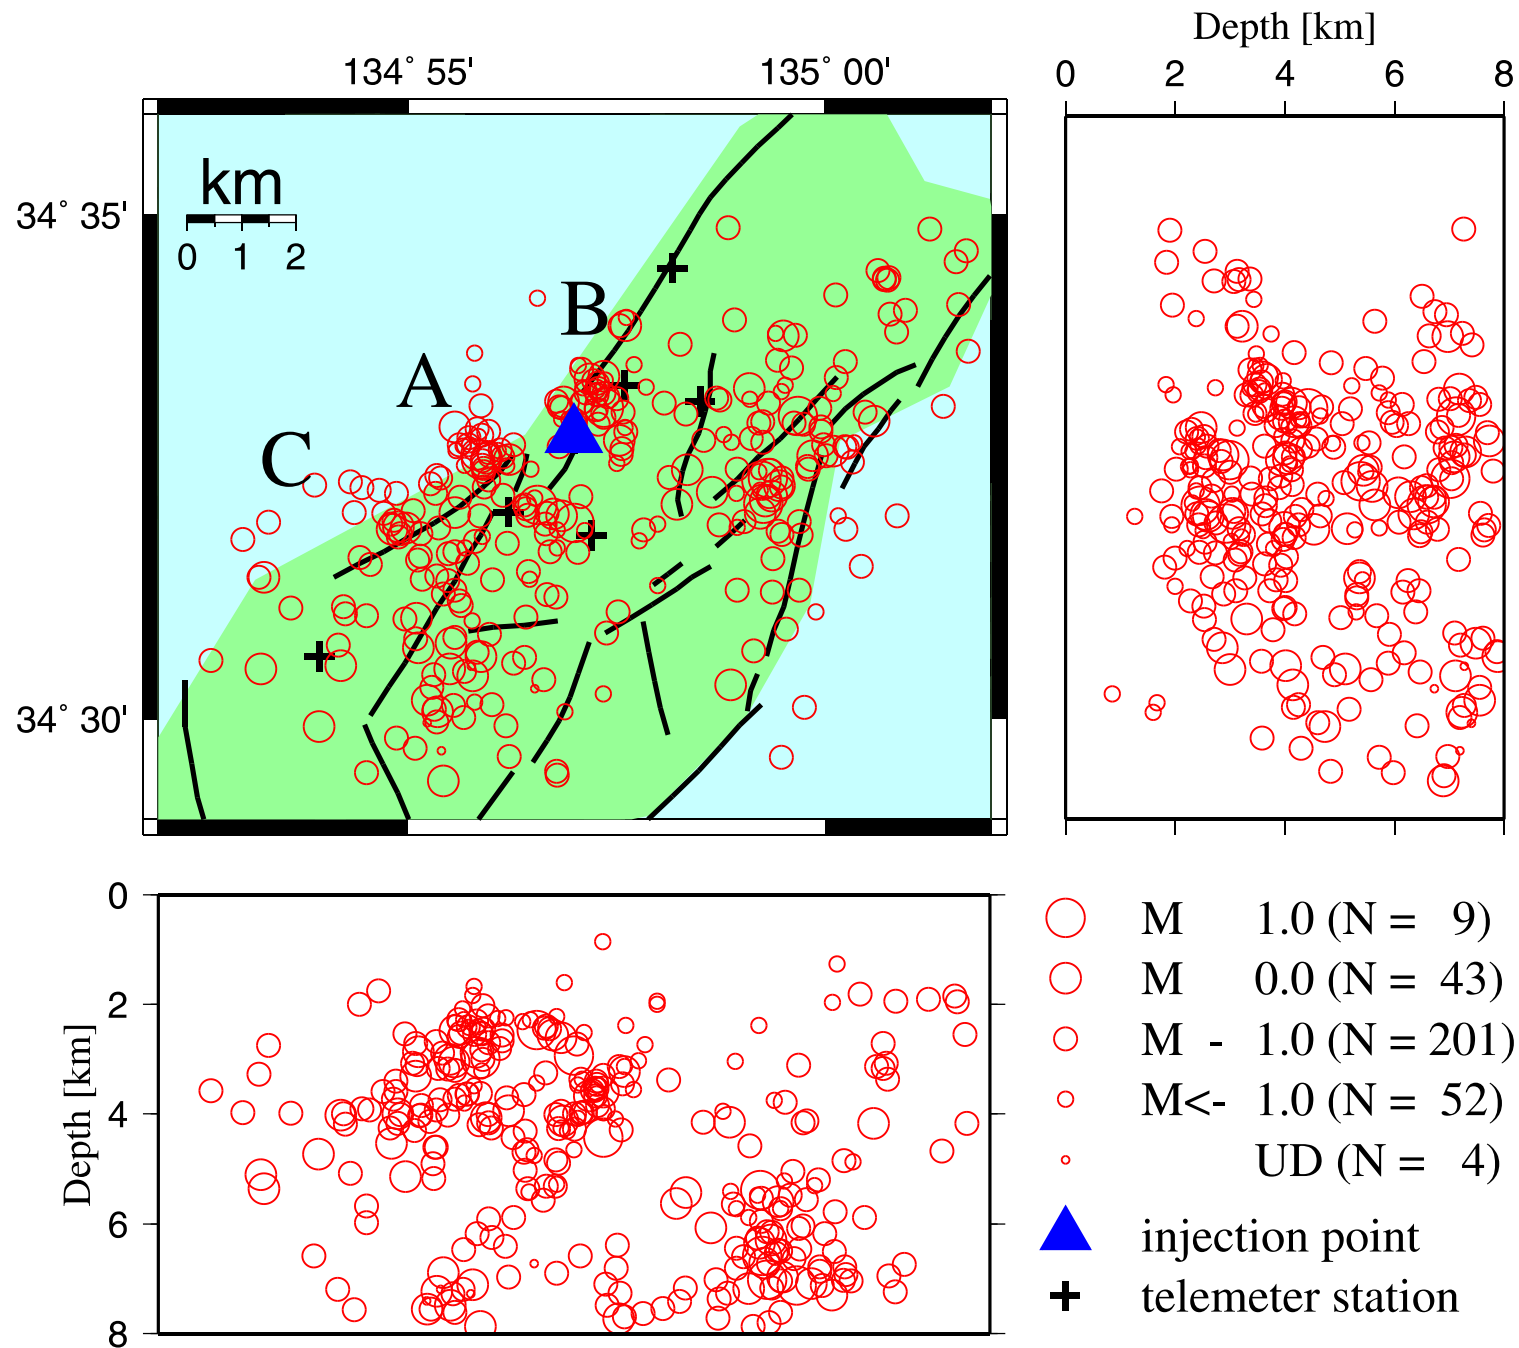 Depth [km]
134° 55'
135° 00'
0 2 4 6 8
km
34° 35'
0 1 2
B
A
C
34° 30'
0
2
4
6
8
Depth [km]
M 1.0 (N = 9)
M 0.0 (N = 43)
M - 1.0 (N = 201)
M<- 1.0 (N = 52)
UD (N = 4)
injection point
telemeter station